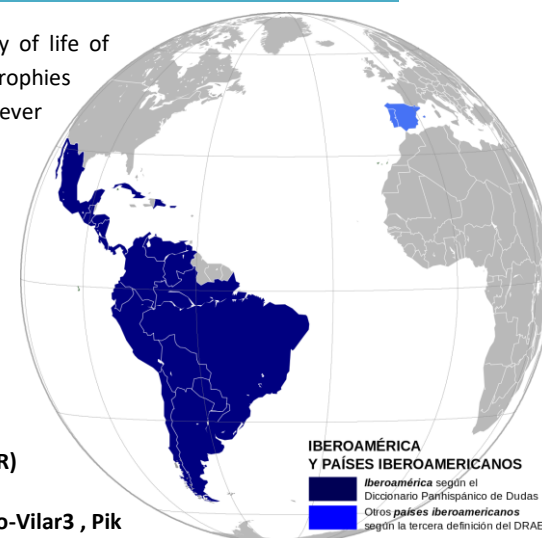 y of life of
rophies
ever
R)
o-Vilar3 , Pik
IBEROAMÉRICA
Y PAÍSES IBEROAMERICANOS
Iberoamérica según el
Diccionario Panhispánico de Dudas
Otros países iberoamericanos
según la tercera definición del DRAE